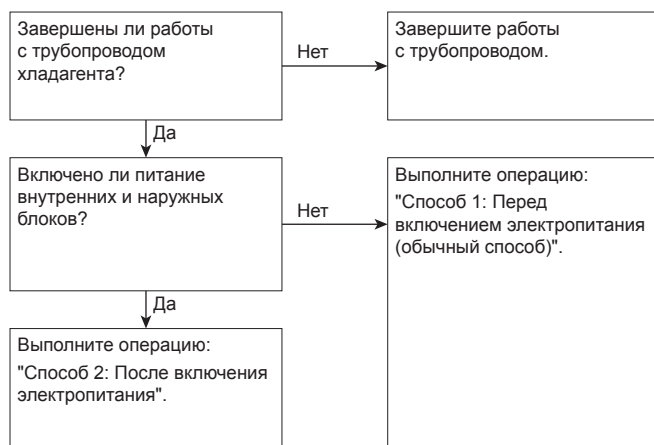 Завершены ли работы
с трубопроводом
хладагента?
Нет
Завершите работы
с трубопроводом.
Да
Включено ли питание
внутренних и наружных
блоков?
Нет
Выполните операцию:
"Способ 1: Перед
включением электропитания
(обычный способ)".
Да
Выполните операцию:
"Способ 2: После включения
электропитания".